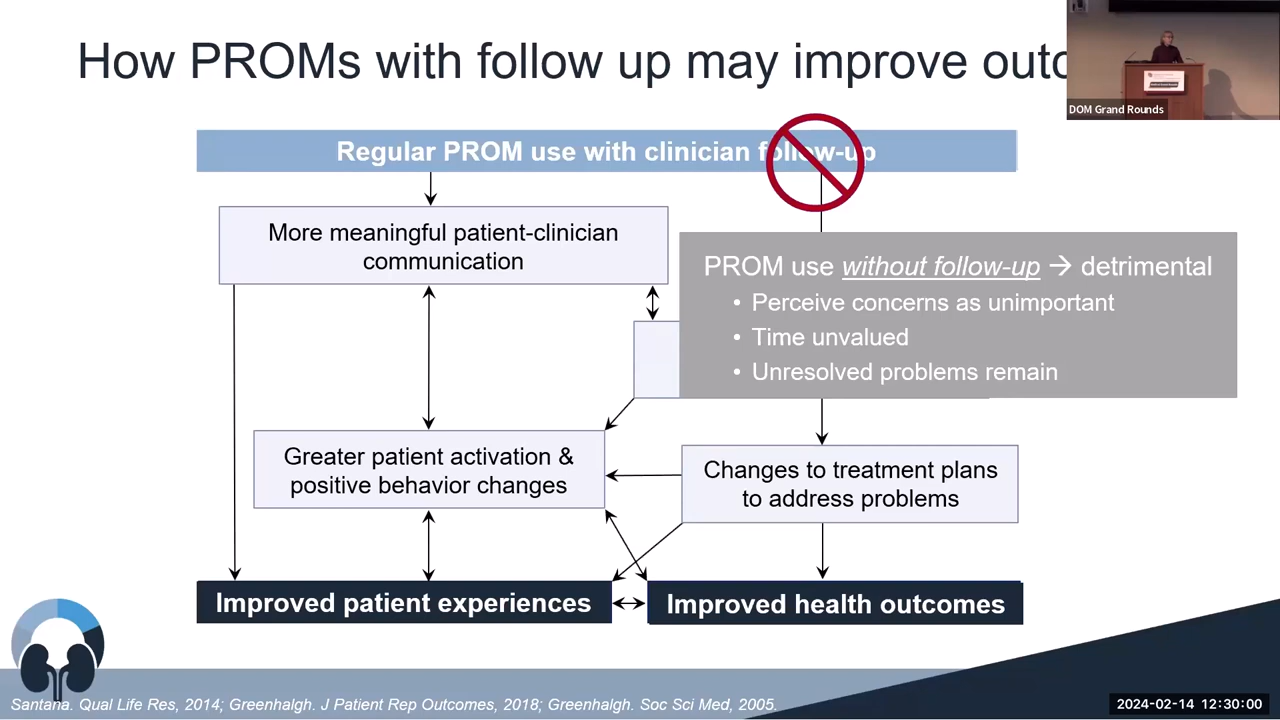 How PROMs with follow up may improve outc
DOM Grand Rounds
Regular PROM use with clinician follow-up
More meaningful patient-clinician
communication
PROM use without follow-up → detrimental
• Perceive concerns as unimportant
• Time unvalued
• Unresolved problems remain
Greater patient activation &
positive behavior changes
Changes to treatment plans
to address problems
Improved patient experiences
Improved health outcomes
Santana. Qual Life Res, 2014; Greenhalgh. J Patient Rep Outcomes, 2018; Greenhalgh. Soc Sci Med, 2005.
2024-02-14 12:30:00